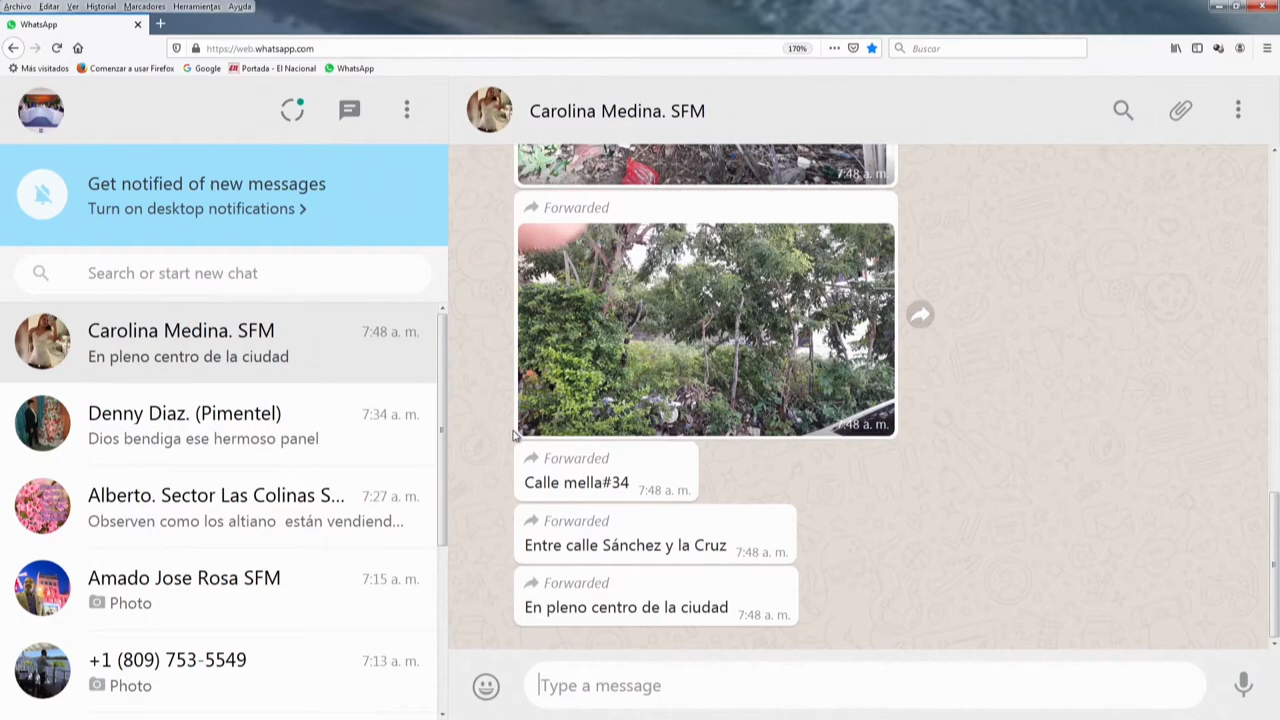 Archivo Editar Ver Historial Marcadores Herramientas Ayuda
WhatsApp
https://web.whatsapp.com
170%
Buscar
Más visitados Comenzar a usar Firefox Google Portada - El Nacional WhatsApp
Get notified of new messages
Turn on desktop notifications >
Search or start new chat
Carolina Medina. SFM 7:48 a. m.
En pleno centro de la ciudad
Denny Diaz. (Pimentel) 7:34 a. m.
Dios bendiga ese hermoso panel
Alberto. Sector Las Colinas S... 7:27 a. m.
Observen como los altiano están vendiend...
Amado Jose Rosa SFM 7:15 a. m.
Photo
+1 (809) 753-5549 7:13 a. m.
Photo
Carolina Medina. SFM
7:48 a. m.
Forwarded
7:48 a. m.
Forwarded
Calle mella#34 7:48 a. m.
Forwarded
Entre calle Sánchez y la Cruz 7:48 a. m.
Forwarded
En pleno centro de la ciudad 7:48 a. m.
Type a message